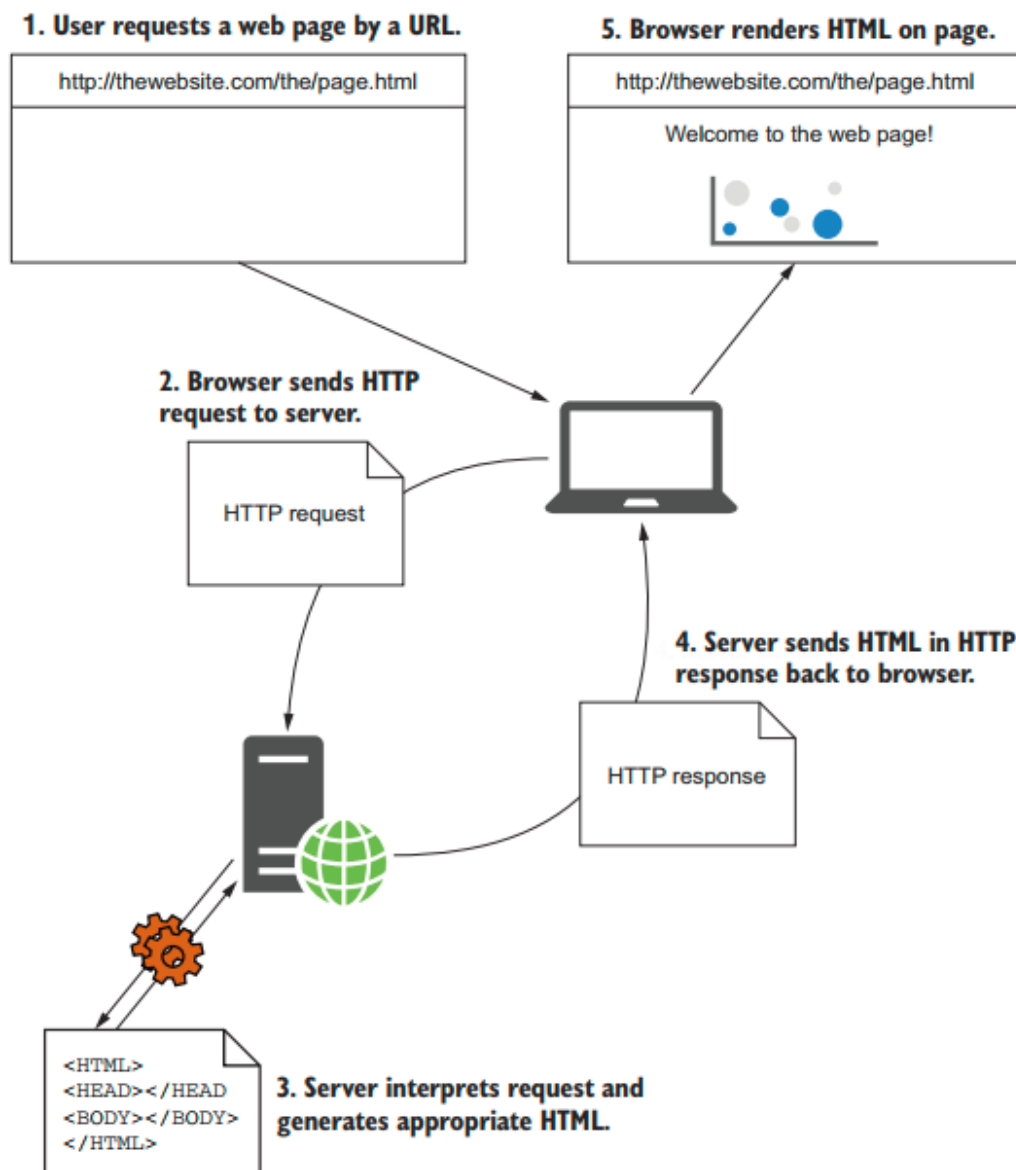 1. User requests a web page by a URL.
http://thewebsite.com/the/page.html
5. Browser renders HTML on page.
http://thewebsite.com/the/page.html
Welcome to the web page!
2. Browser sends HTTP
request to server.
HTTP request
4. Server sends HTML in HTTP
response back to browser.
HTTP response
<HTML>
<HEAD></HEAD
<BODY></BODY>
</HTML>
3. Server interprets request and
generates appropriate HTML.